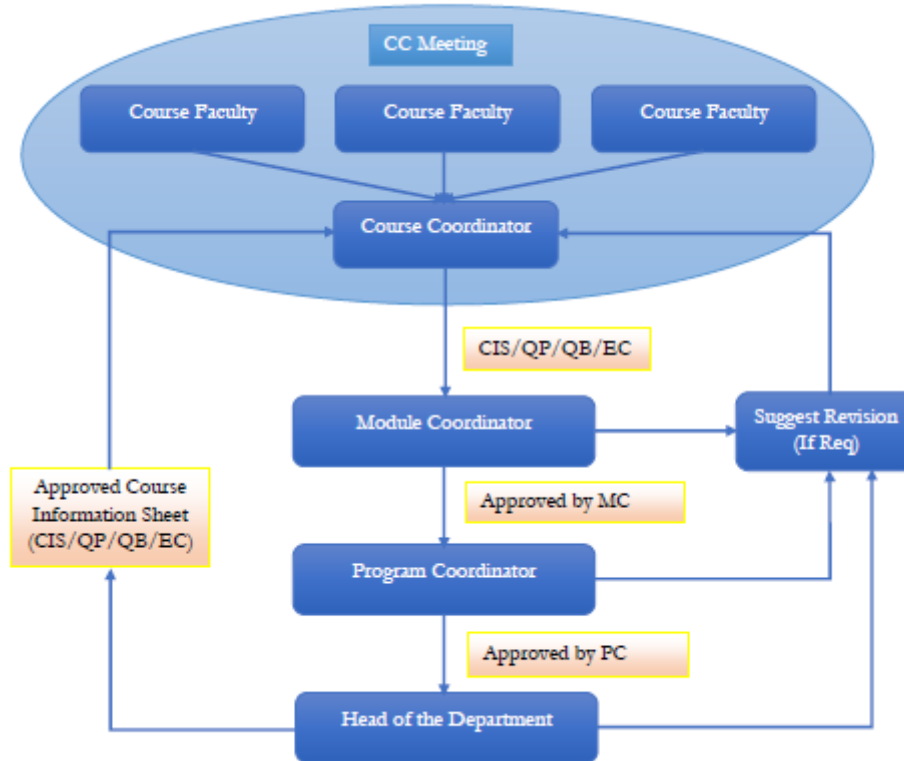 CC Meeting
Course Faculty
Course Faculty
Course Faculty
Course Coordinator
CIS/QP/QB/EC
Module Coordinator
Suggest Revision
(If Req)
Approved Course
Information Sheet
(CIS/QP/QB/EC)
Approved by MC
Program Coordinator
Approved by PC
Head of the Department